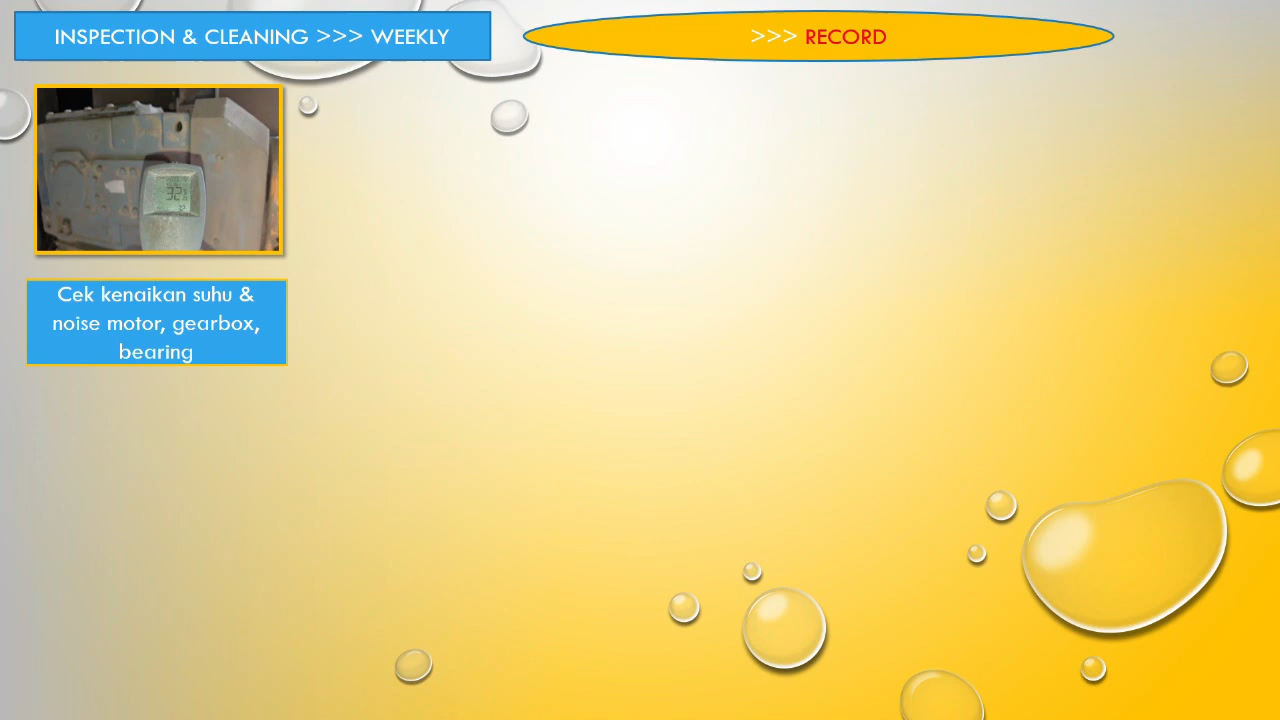 INSPECTION & CLEANING >>> WEEKLY
>>> RECORD
Cek kenaikan suhu &
noise motor, gearbox,
bearing